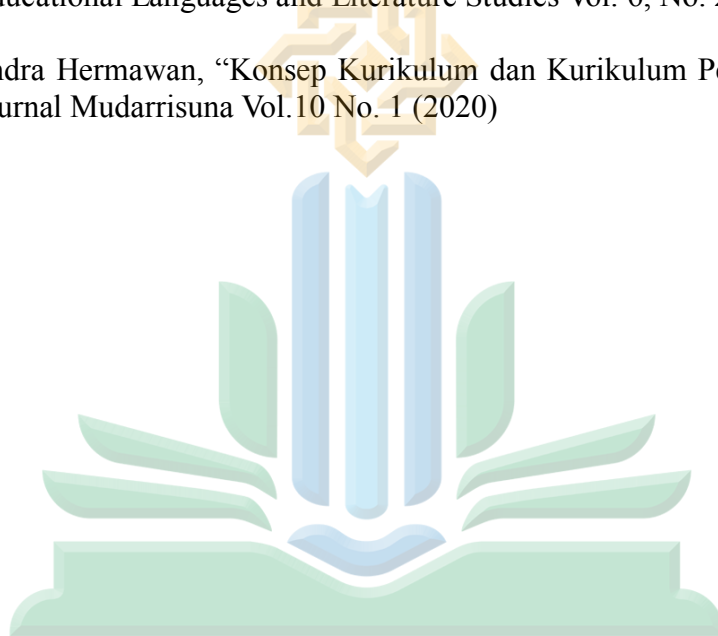 ducational Languages and Literature Studies Vol. 6, No.
ndra Hermawan, “Konsep Kurikulum dan Kurikulum Pe
urnal Mudarrisuna Vol.10 No. 1 (2020)